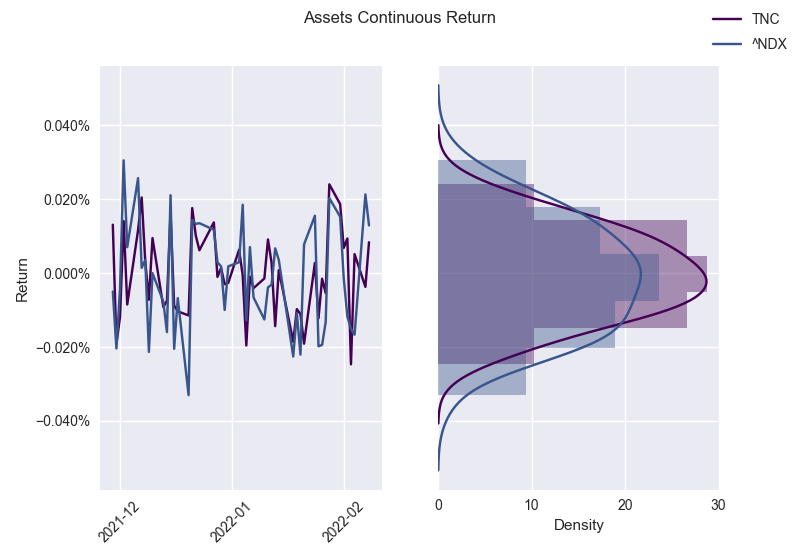 Assets Continuous Return
TNC
^NDX
0.040%
0.020%
0.000%
−0.020%
−0.040%
Return
2021-12
2022-01
2022-02
0
10
20
30
Density